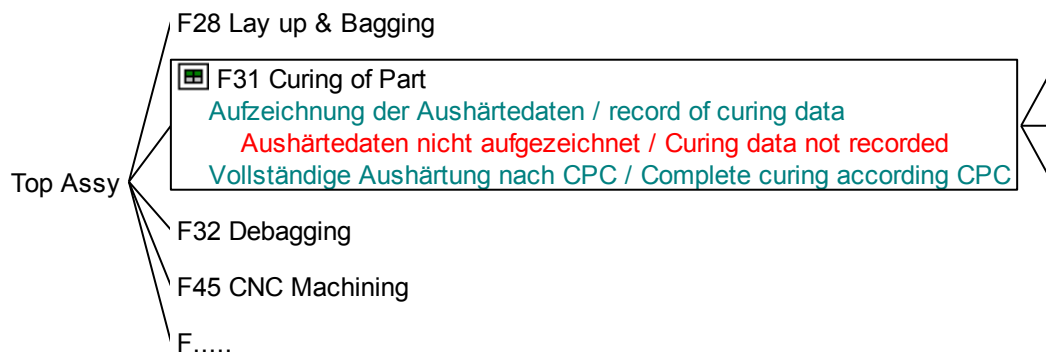 F28 Lay up & Bagging
F31 Curing of Part
Aufzeichnung der Aushärtedaten / record of curing data
Aushärtedaten nicht aufgezeichnet / Curing data not recorded
Vollständige Aushärtung nach CPC / Complete curing according CPC
Top Assy
F32 Debagging
F45 CNC Machining
F.....